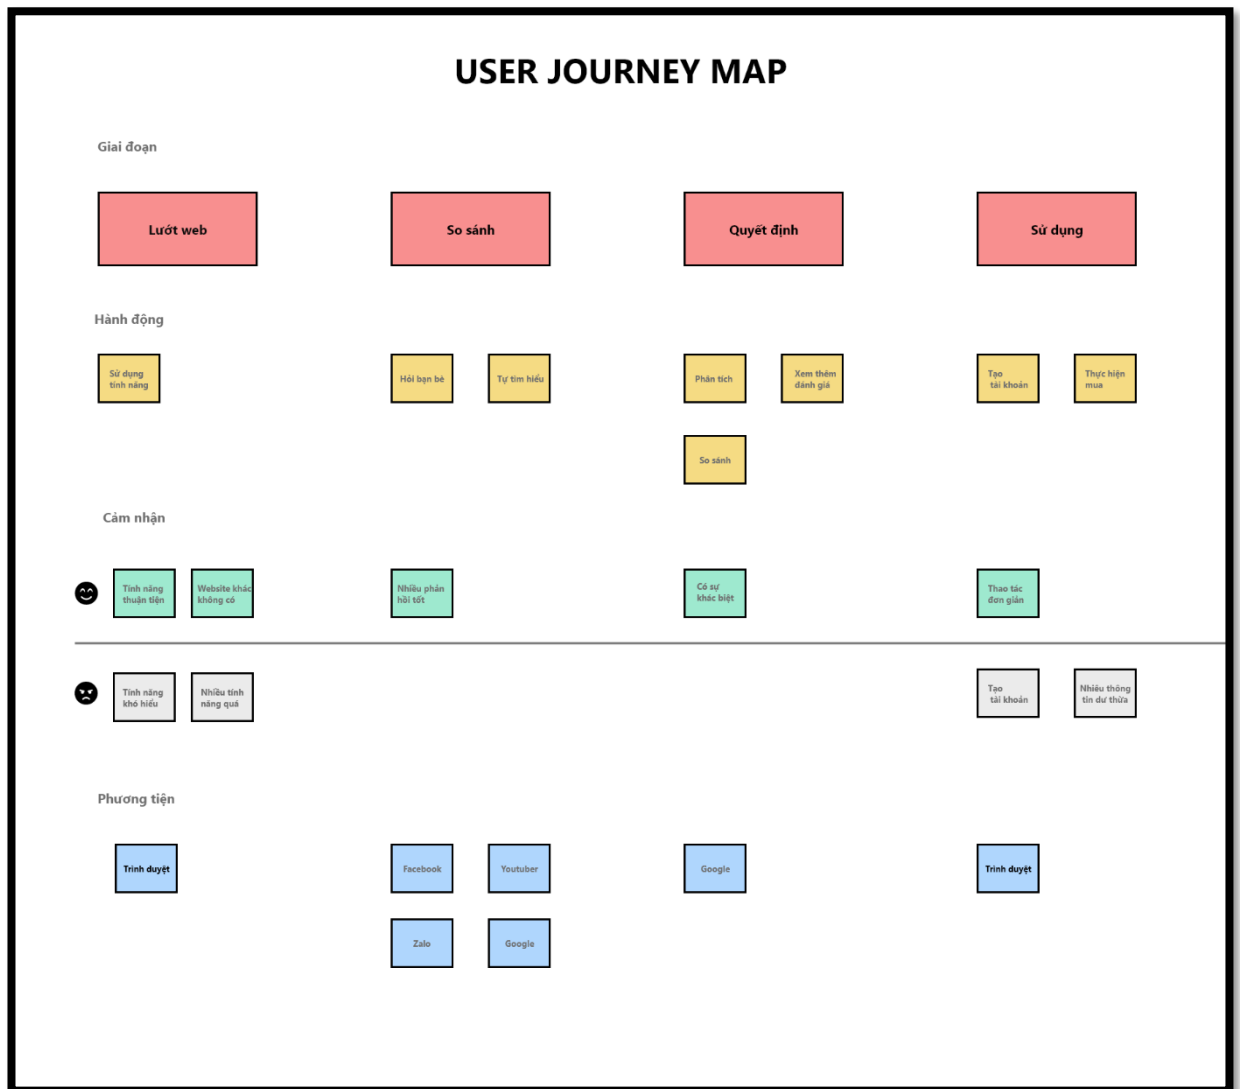 USER JOURNEY MAP
Giai đoạn
Lướt web
So sánh
Quyết định
Sử dụng
Hành động
Sử dụng
tính năng
Hỏi bạn bè
Tự tìm hiểu
Phân tích
Xem thêm
đánh giá
Tạo
tài khoản
Thực hiện
mua
So sánh
Cảm nhận
Tính năng
thuận tiện
Website khác
không có
Nhiều phản
hồi tốt
Có sự
khác biệt
Thao tác
đơn giản
Tính năng
khó hiểu
Nhiều tính
năng quá
Tạo
tài khoản
Nhiều thông
tin dư thừa
Phương tiện
Trình duyệt
Facebook
Youtuber
Google
Trình duyệt
Zalo
Google